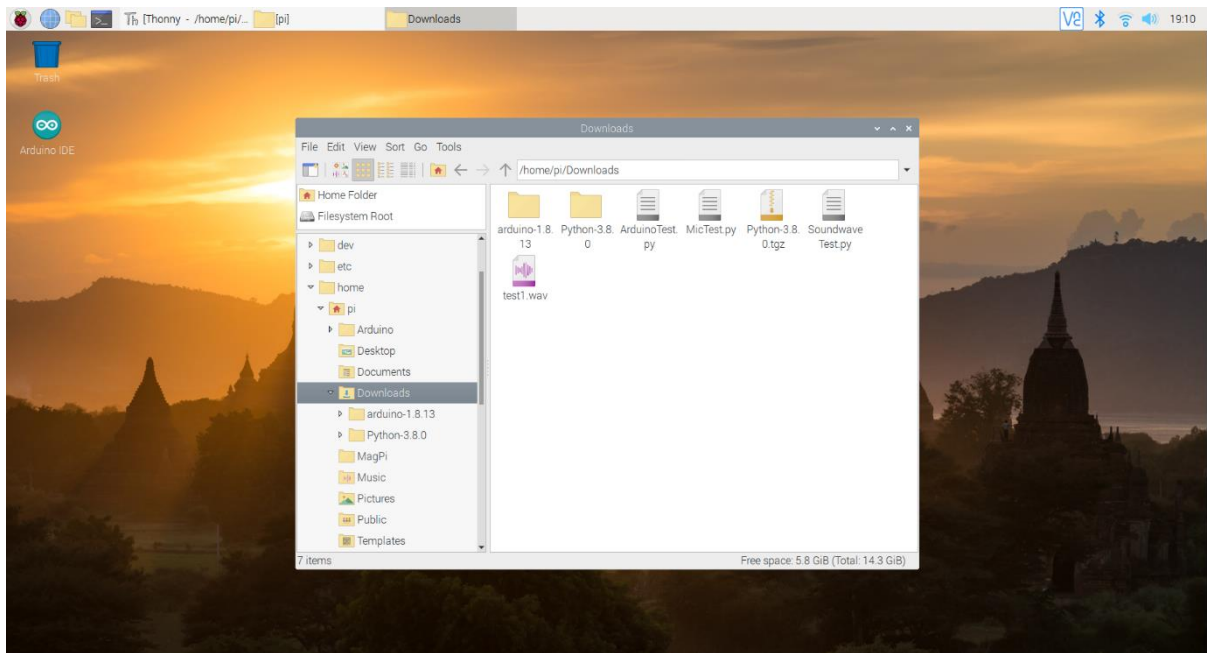 Th [Thonny - /home/pi/... [pi] Downloads V2 19:10
Trash
Arduino IDE
Downloads
File Edit View Sort Go Tools
/home/pi/Downloads
Home Folder
Filesystem Root
dev
etc
home
pi
Arduino
Desktop
Documents
Downloads
arduino-1.8.13
Python-3.8.0
MagPi
Music
Pictures
Public
Templates
arduino-1.8. Python-3.8. ArduinoTest. MicTest.py Python-3.8. Soundwave
13 0 py 0.tgz Test.py
test1.wav
7 items Free space: 5.8 GiB (Total: 14.3 GiB)